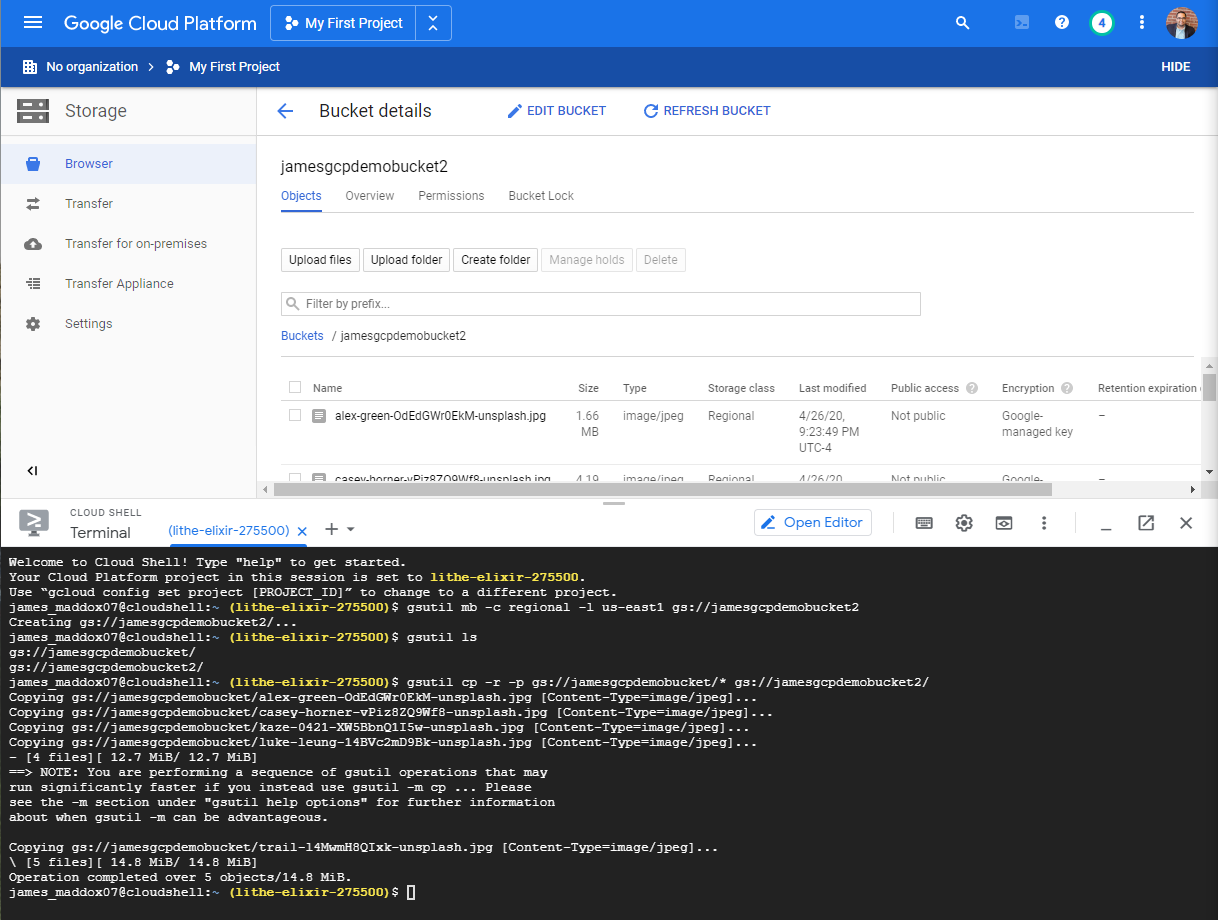 Google Cloud Platform
My First Project
4
No organization > My First Project
HIDE
Storage
Bucket details
EDIT BUCKET
REFRESH BUCKET
Browser
Transfer
Transfer for on-premises
Transfer Appliance
Settings
jamesgcpdemobucket2
Objects Overview Permissions Bucket Lock
Upload files Upload folder Create folder Manage holds Delete
Filter by prefix...
Buckets / jamesgcpdemobucket2
Name Size Type Storage class Last modified Public access Encryption Retention expiration
alex-green-OdEdGWr0EkM-unsplash.jpg 1.66 image/jpeg Regional 4/26/20, Not public Google- –
MB 9:23:49 PM managed key
UTC-4
casey-horner-vPiz8ZQ9Wf8-unsplash.jpg 4.19 image/jpeg Regional 4/26/20, Not public Google- –
CLOUD SHELL
Terminal
(lithe-elixir-275500)
Open Editor
Welcome to Cloud Shell! Type "help" to get started.
Your Cloud Platform project in this session is set to lithe-elixir-275500.
Use “gcloud config set project [PROJECT_ID]” to change to a different project.
james_maddox07@cloudshell:~ (lithe-elixir-275500)$ gsutil mb -c regional -l us-east1 gs://jamesgcpdemobucket2
Creating gs://jamesgcpdemobucket2/...
james_maddox07@cloudshell:~ (lithe-elixir-275500)$ gsutil ls
gs://jamesgcpdemobucket/
gs://jamesgcpdemobucket2/
james_maddox07@cloudshell:~ (lithe-elixir-275500)$ gsutil cp -r -p gs://jamesgcpdemobucket/* gs://jamesgcpdemobucket2/
Copying gs://jamesgcpdemobucket/alex-green-OdEdGWr0EkM-unsplash.jpg [Content-Type=image/jpeg]...
Copying gs://jamesgcpdemobucket/casey-horner-vPiz8ZQ9Wf8-unsplash.jpg [Content-Type=image/jpeg]...
Copying gs://jamesgcpdemobucket/kaze-0421-XW5BbnQ1I5w-unsplash.jpg [Content-Type=image/jpeg]...
Copying gs://jamesgcpdemobucket/luke-leung-14BVc2mD9Bk-unsplash.jpg [Content-Type=image/jpeg]...
- [4 files][ 12.7 MiB/ 12.7 MiB]
==> NOTE: You are performing a sequence of gsutil operations that may
run significantly faster if you instead use gsutil -m cp ... Please
see the -m section under "gsutil help options" for further information
about when gsutil -m can be advantageous.
Copying gs://jamesgcpdemobucket/trail-l4MwmH8QIxk-unsplash.jpg [Content-Type=image/jpeg]...
\ [5 files][ 14.8 MiB/ 14.8 MiB]
Operation completed over 5 objects/14.8 MiB.
james_maddox07@cloudshell:~ (lithe-elixir-275500)$